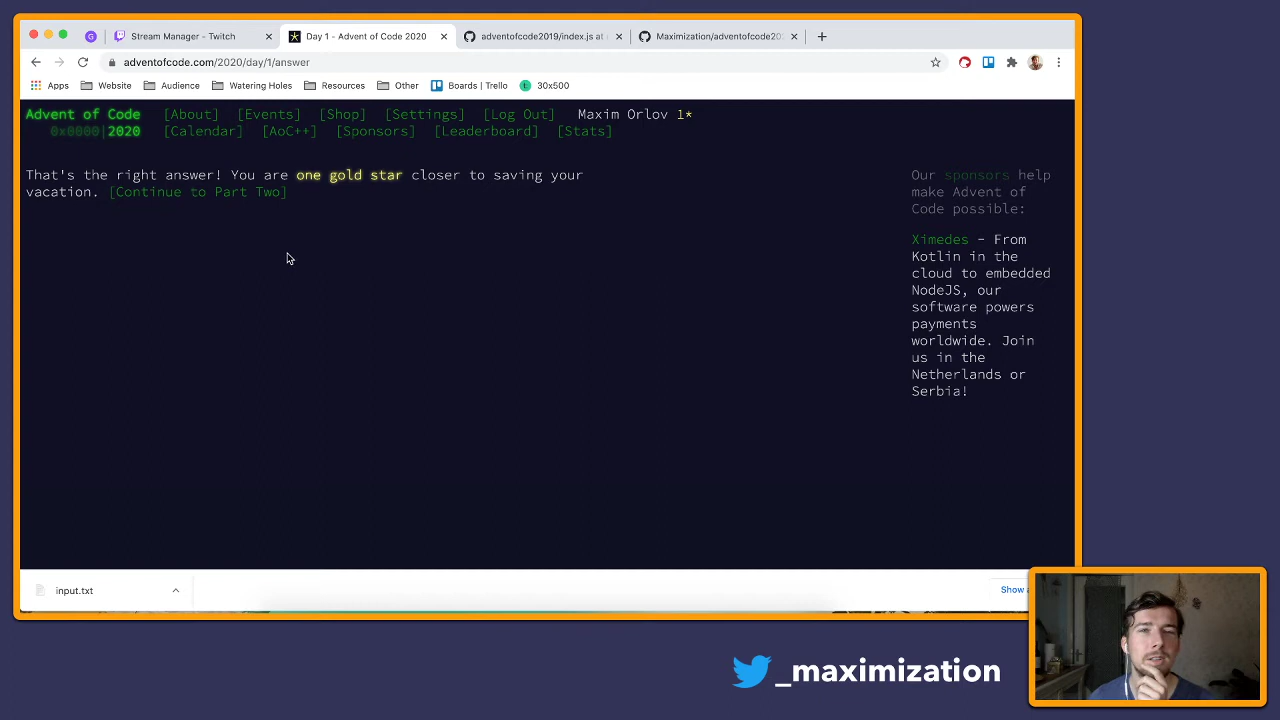 Stream Manager - Twitch
Day 1 - Advent of Code 2020
adventofcode2019/index.js at
Maximization/adventofcode202
adventofcode.com/2020/day/1/answer
Apps Website Audience Watering Holes Resources Other Boards | Trello 30x500
Advent of Code [About] [Events] [Shop] [Settings] [Log Out] Maxim Orlov 1*
0x0000|2020 [Calendar] [AoC++] [Sponsors] [Leaderboard] [Stats]
That's the right answer! You are one gold star closer to saving your
vacation. [Continue to Part Two]
Our sponsors help
make Advent of
Code possible:
Ximedes - From
Kotlin in the
cloud to embedded
NodeJS, our
software powers
payments
worldwide. Join
us in the
Netherlands or
Serbia!
input.txt
Show
_maximization